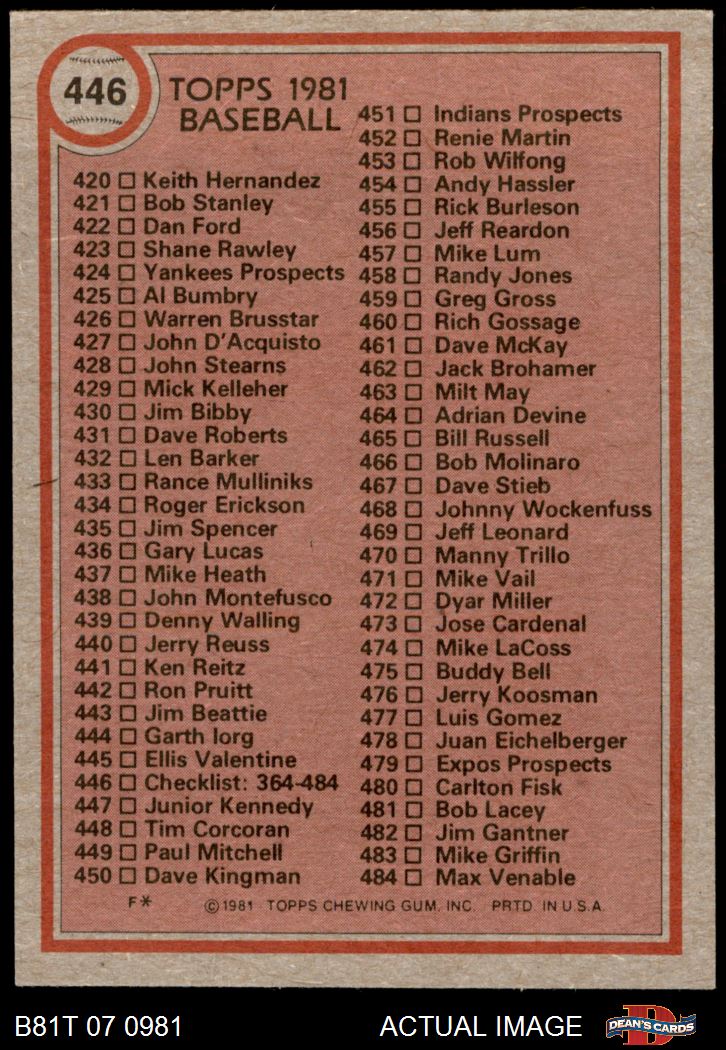 446
TOPPS 1981
BASEBALL
420 □ Keith Hernandez
421 □ Bob Stanley
422 □ Dan Ford
423 □ Shane Rawley
424 □ Yankees Prospects
425 □ Al Bumbry
426 □ Warren Brusstar
427 □ John D'Acquisto
428 □ John Stearns
429 □ Mick Kelleher
430 □ Jim Bibby
431 □ Dave Roberts
432 □ Len Barker
433 □ Rance Mulliniks
434 □ Roger Erickson
435 □ Jim Spencer
436 □ Gary Lucas
437 □ Mike Heath
438 □ John Montefusco
439 □ Denny Walling
440 □ Jerry Reuss
441 □ Ken Reitz
442 □ Ron Pruitt
443 □ Jim Beattie
444 □ Garth Iorg
445 □ Ellis Valentine
446 □ Checklist: 364-484
447 □ Junior Kennedy
448 □ Tim Corcoran
449 □ Paul Mitchell
450 □ Dave Kingman
451 □ Indians Prospects
452 □ Renie Martin
453 □ Rob Wilfong
454 □ Andy Hassler
455 □ Rick Burleson
456 □ Jeff Reardon
457 □ Mike Lum
458 □ Randy Jones
459 □ Greg Gross
460 □ Rich Gossage
461 □ Dave McKay
462 □ Jack Brohamer
463 □ Milt May
464 □ Adrian Devine
465 □ Bill Russell
466 □ Bob Molinaro
467 □ Dave Stieb
468 □ Johnny Wockenfuss
469 □ Jeff Leonard
470 □ Manny Trillo
471 □ Mike Vail
472 □ Dyar Miller
473 □ Jose Cardenal
474 □ Mike LaCoss
475 □ Buddy Bell
476 □ Jerry Koosman
477 □ Luis Gomez
478 □ Juan Eichelberger
479 □ Expos Prospects
480 □ Carlton Fisk
481 □ Bob Lacey
482 □ Jim Gantner
483 □ Mike Griffin
484 □ Max Venable
F* ©1981 TOPPS CHEWING GUM, INC. PRTD. IN U.S.A.
B81T 07 0981 ACTUAL IMAGE DEAN'S CARDS